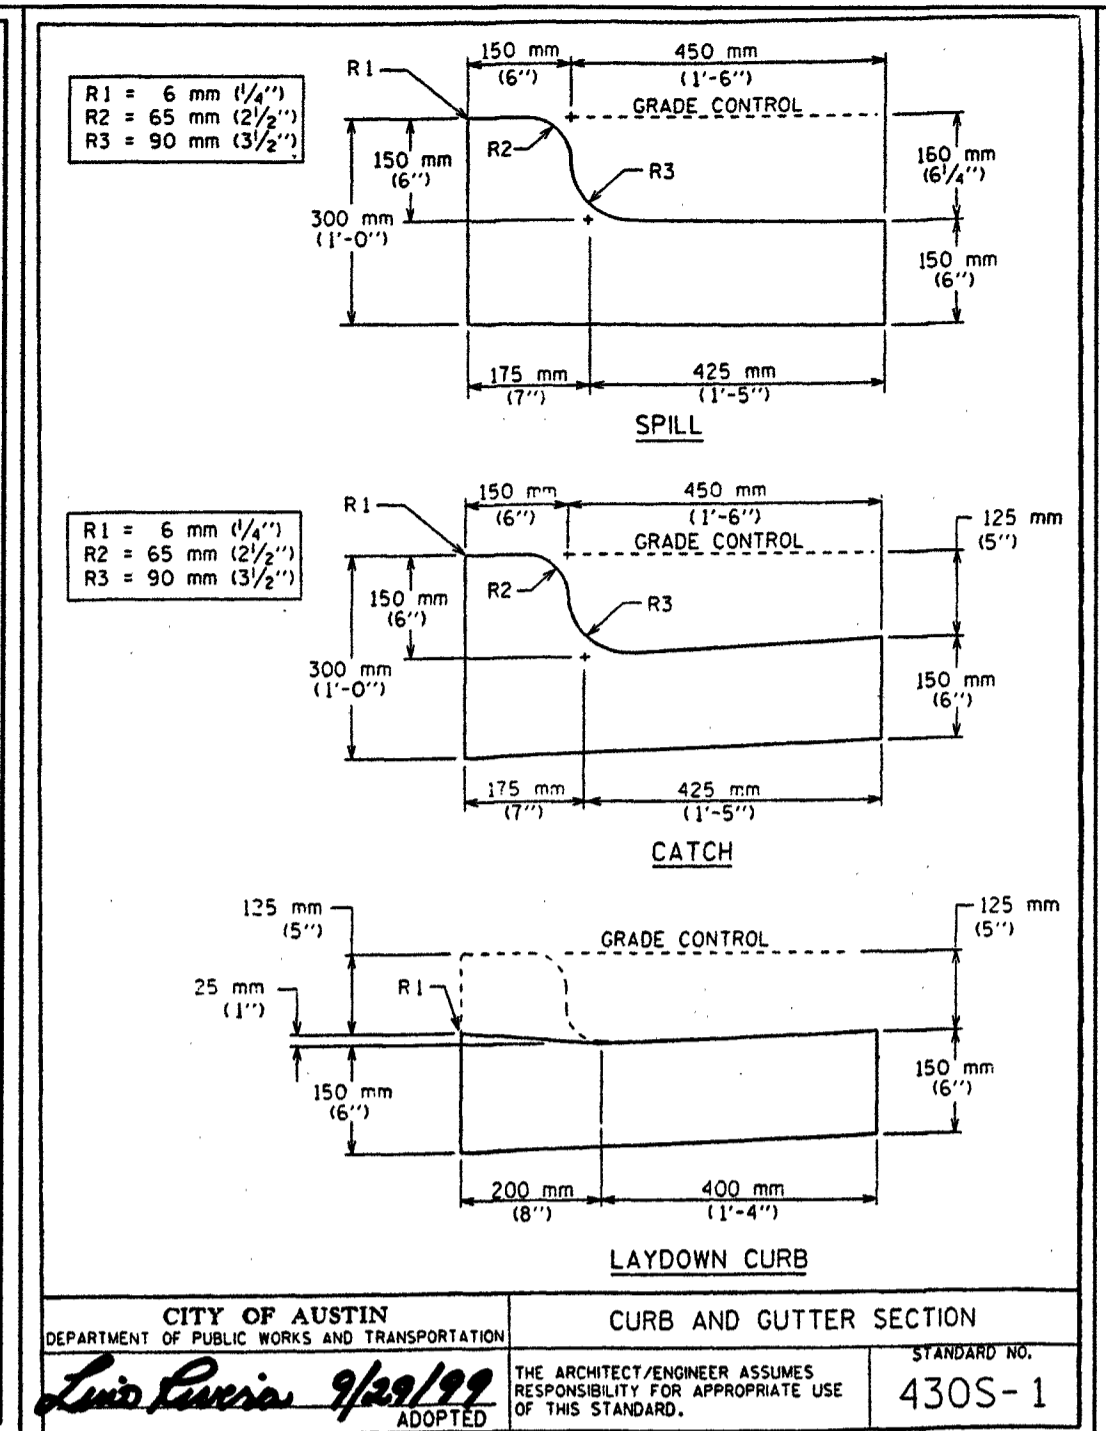 150 mm
(6'')
450 mm
(1'-6'')
R1
R1 = 6 mm (1/4'')
R2 = 65 mm (2 1/2'')
R3 = 90 mm (3 1/2'')
GRADE CONTROL
R2
R3
150 mm
(6'')
160 mm
(6 1/4'')
300 mm
(1'-0'')
150 mm
(6'')
175 mm
(7'')
425 mm
(1'-5'')
SPILL
150 mm
(6'')
450 mm
(1'-6'')
R1
125 mm
(5'')
R1 = 6 mm (1/4'')
R2 = 65 mm (2 1/2'')
R3 = 90 mm (3 1/2'')
GRADE CONTROL
R2
R3
150 mm
(6'')
300 mm
(1'-0'')
150 mm
(6'')
175 mm
(7'')
425 mm
(1'-5'')
CATCH
125 mm
(5'')
125 mm
(5'')
GRADE CONTROL
25 mm
(1'')
R1
150 mm
(6'')
150 mm
(6'')
200 mm
(8'')
400 mm
(1'-4'')
LAYDOWN CURB
CITY OF AUSTIN
DEPARTMENT OF PUBLIC WORKS AND TRANSPORTATION
CURB AND GUTTER SECTION
9/29/99
ADOPTED
THE ARCHITECT/ENGINEER ASSUMES
RESPONSIBILITY FOR APPROPRIATE USE
OF THIS STANDARD.
STANDARD NO.
430S-1